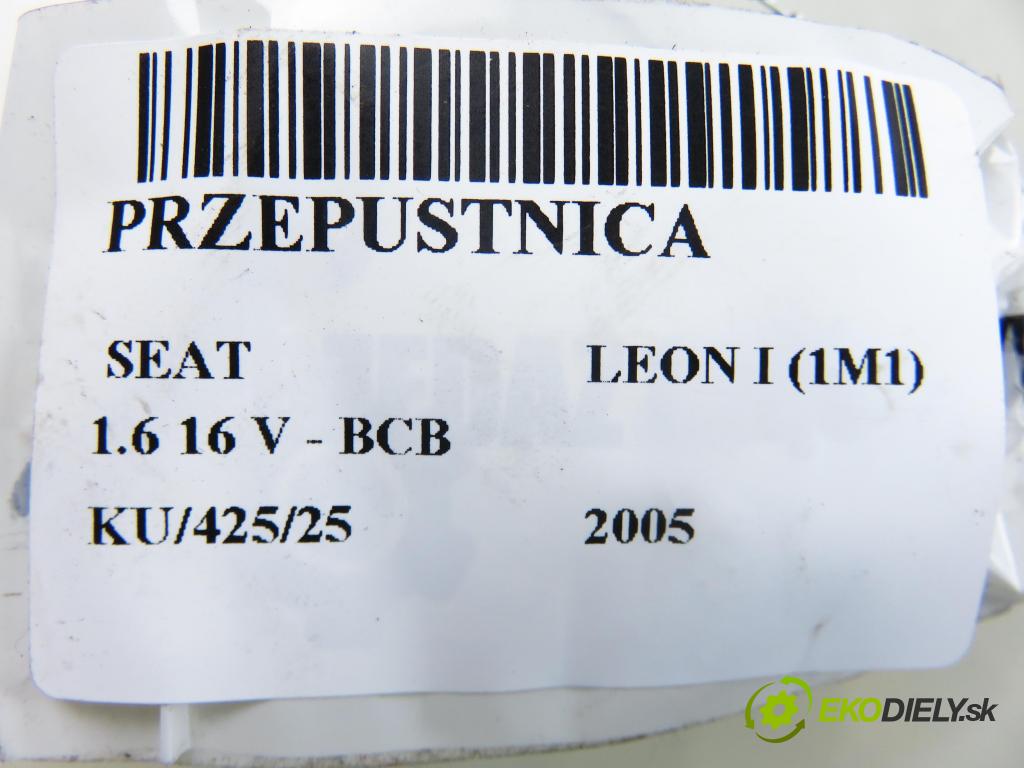 PRZEPUSTNICA
SEAT LEON I (1M1)
1.6 16 V - BCB
KU/425/25 2005
EKODIELY.sk